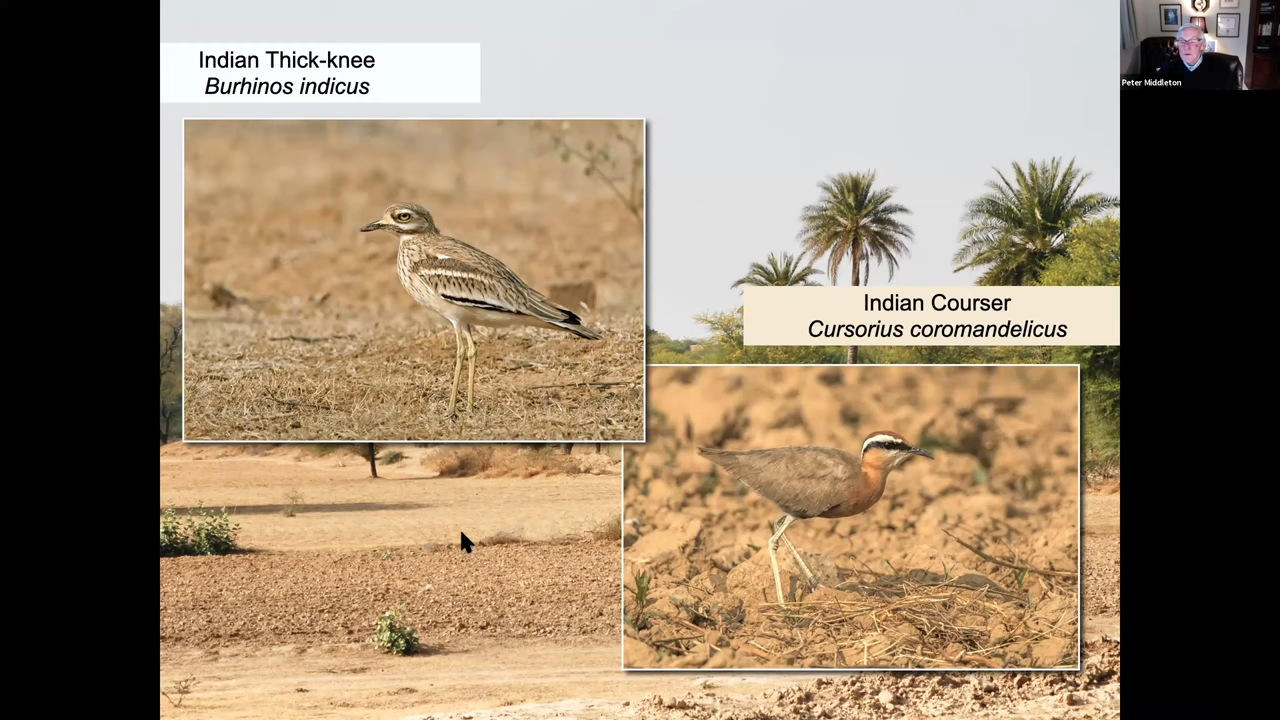 Indian Thick-knee
Burhinos indicus
Peter Middleton
Indian Courser
Cursorius coromandelicus